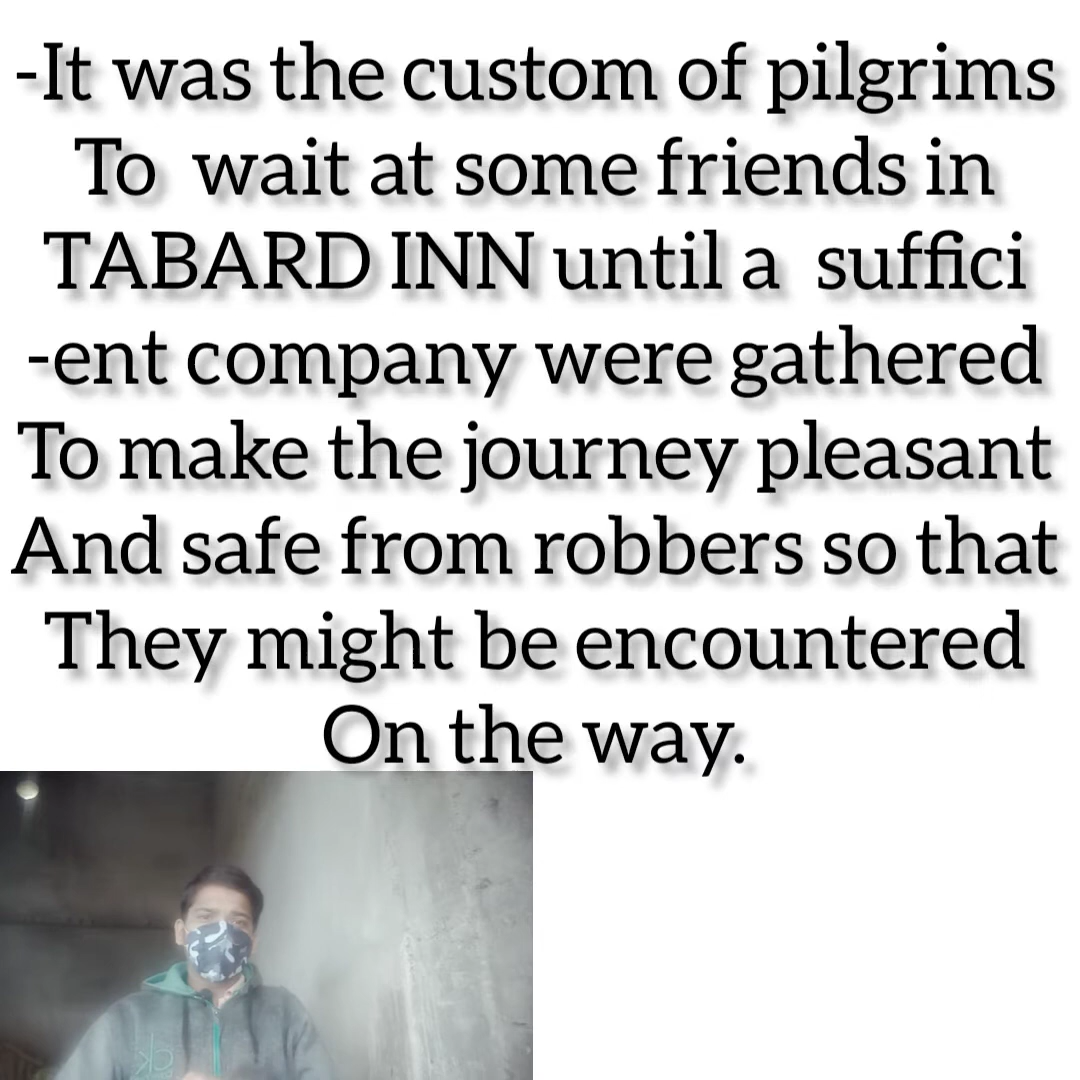 -It was the custom of pilgrims
To wait at some friends in
TABARD INN until a suffici
-ent company were gathered
To make the journey pleasant
And safe from robbers so that
They might be encountered
On the way.